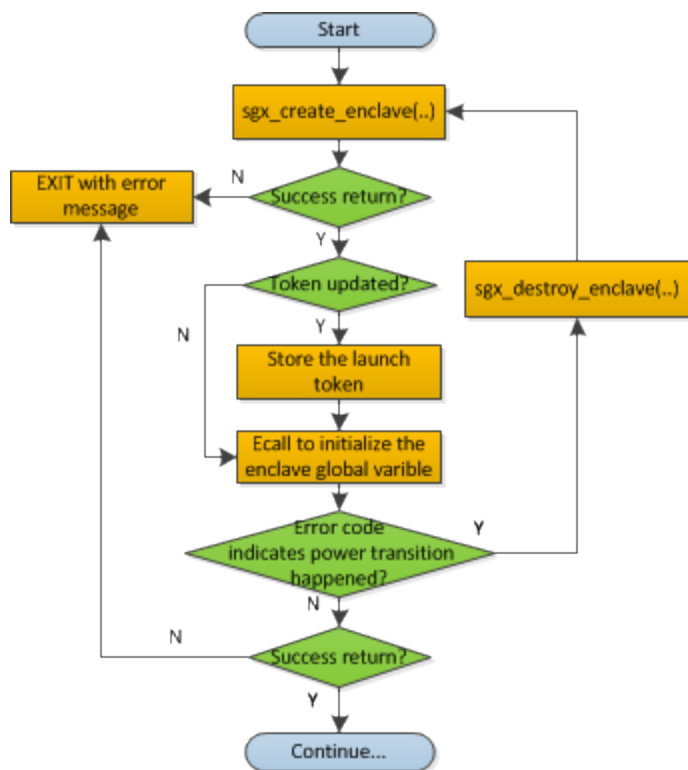 Start
sgx_create_enclave(..)
N
EXIT with error
message
Success return?
Y
Token updated?
sgx_destroy_enclave(..)
Y
N
Store the launch
token
Ecall to initialize the
enclave global varible
Error code
indicates power transition
happened?
Y
N
N
Success return?
Y
Continue...